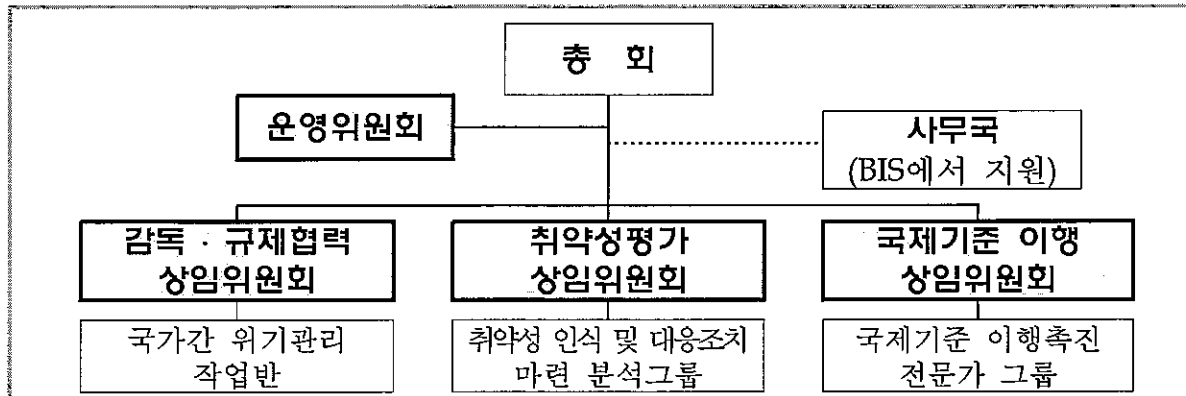 총 회
운영위원회
사무국
(BIS에서 지원)
감독 · 규제협력
상임위원회
취약성평가
상임위원회
국제기준 이행
상임위원회
국가간 위기관리
작업반
취약성 인식 및 대응조치
마련 분석그룹
국제기준 이행촉진
전문가 그룹